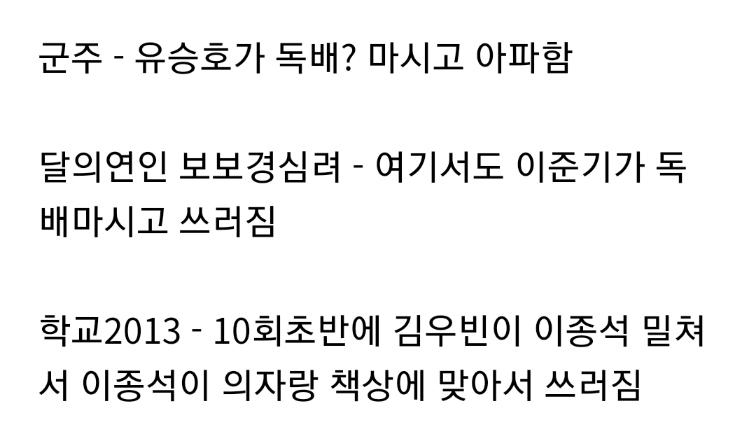 군주 - 유승호가 독배? 마시고 아파함
달의연인 보보경심려 - 여기서도 이준기가 독
배마시고 쓰러짐
학교2013 - 10회초반에 김우빈이 이종석 밀쳐
서 이종석이 의자랑 책상에 맞아서 쓰러짐